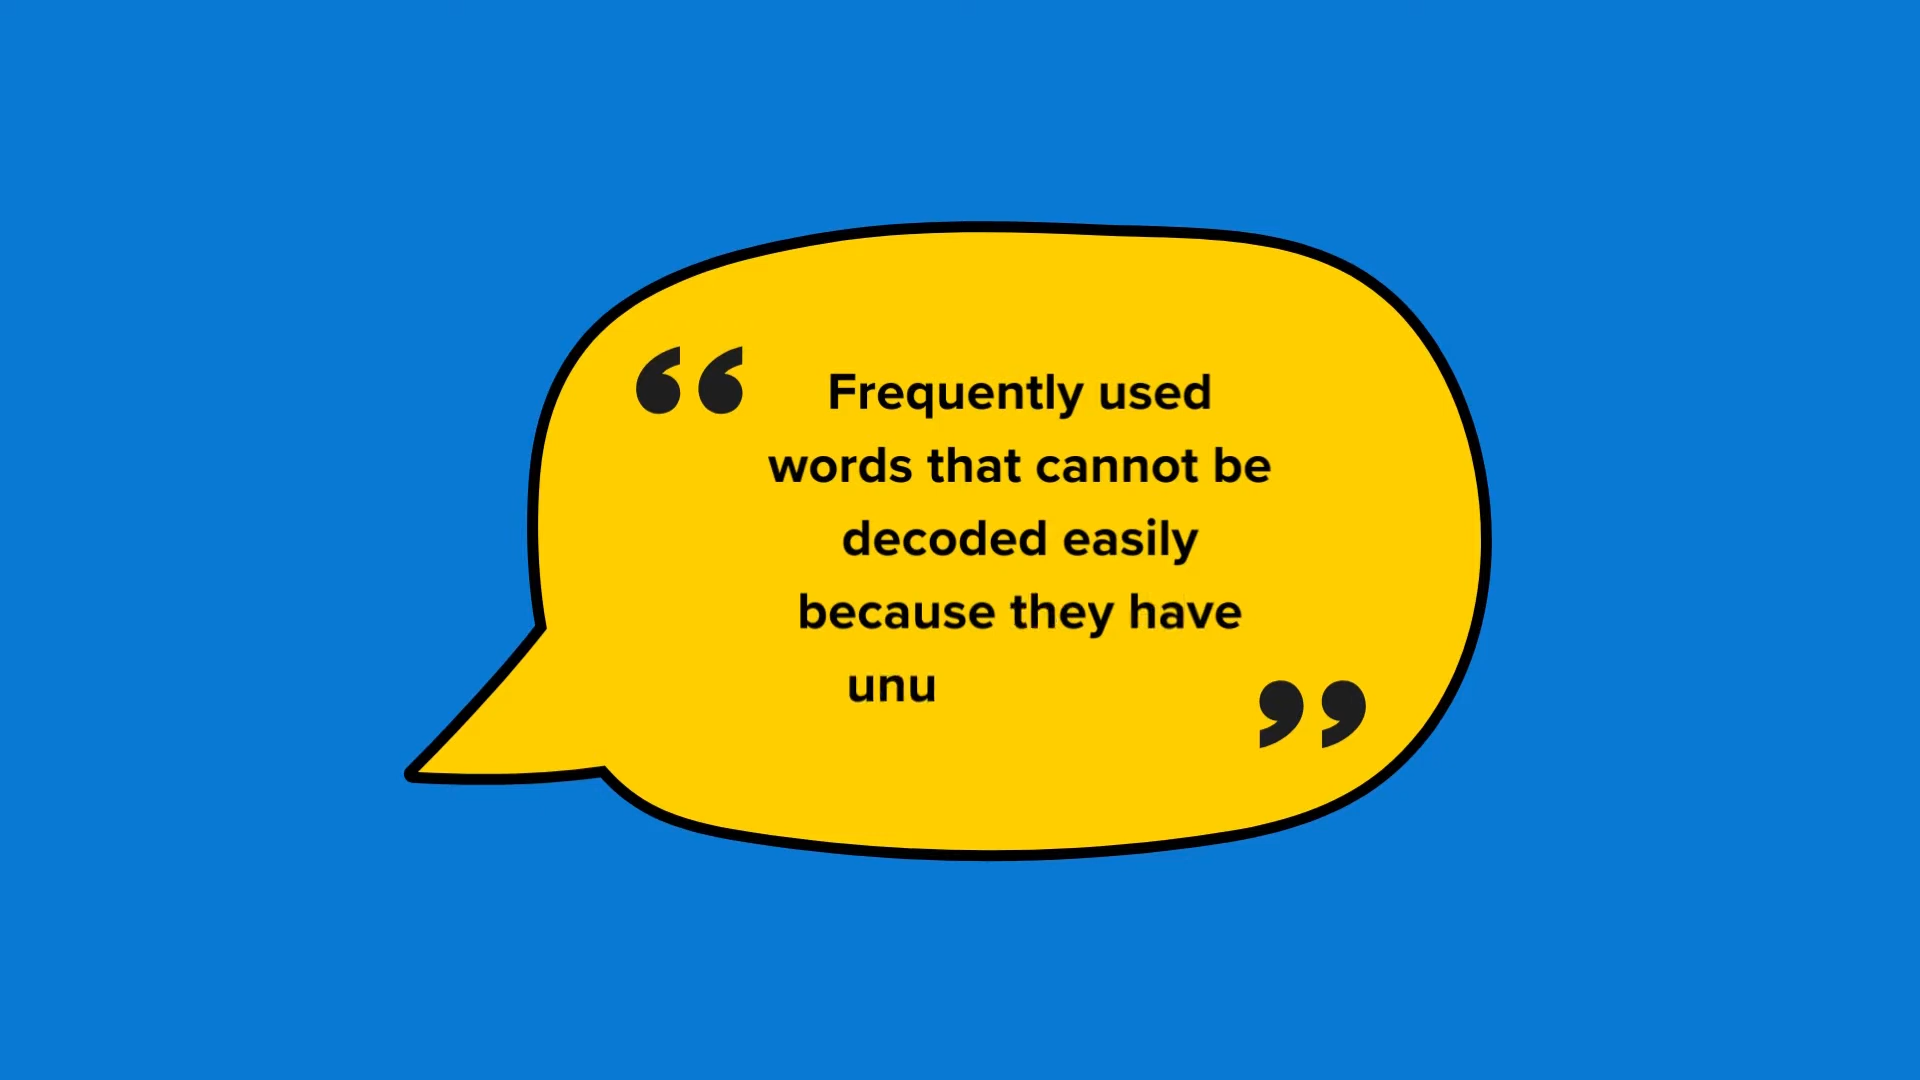 “ Frequently used
words that cannot be
decoded easily
because they have
unu ”